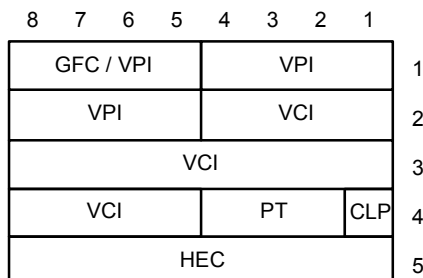 8 7 6 5 4 3 2 1
GFC / VPI VPI 1
VPI VCI 2
VCI 3
VCI PT CLP 4
HEC 5